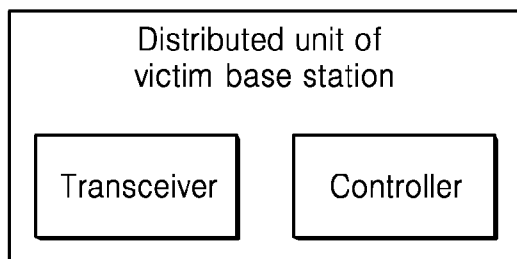 Distributed unit of
victim base station
Transceiver
Controller